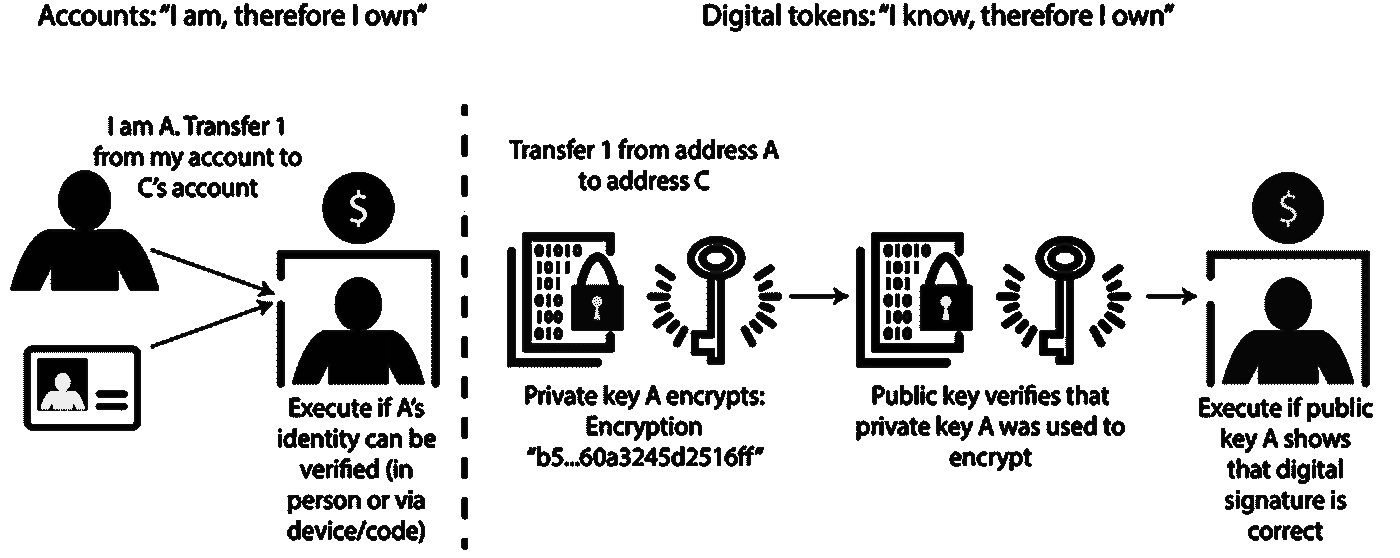 Accounts: "I am, therefore I own"
Digital tokens: "I know, therefore I own"
I am A. Transfer 1
from my account to
C's account
$
Execute if A's
identity can be
verified (in
person or via
device/code)
Transfer 1 from address A
to address C
01010
1011
101
010
100
010
Private key A encrypts:
Encryption
"b5...60a3245d2516ff"
01010
1011
101
010
100
010
Public key verifies that
private key A was used to
encrypt
$
Execute if public
key A shows
that digital
signature is
correct